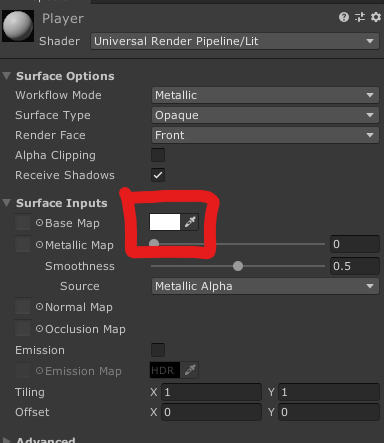 Player
Shader Universal Render Pipeline/Lit
Surface Options
Workflow Mode Metallic
Surface Type Opaque
Render Face Front
Alpha Clipping
Receive Shadows
Surface Inputs
Base Map
Metallic Map 0
Smoothness 0.5
Source Metallic Alpha
Normal Map
Occlusion Map
Emission
Emission Map HDR
Tiling X 1 Y 1
Offset X 0 Y 0
Advanced